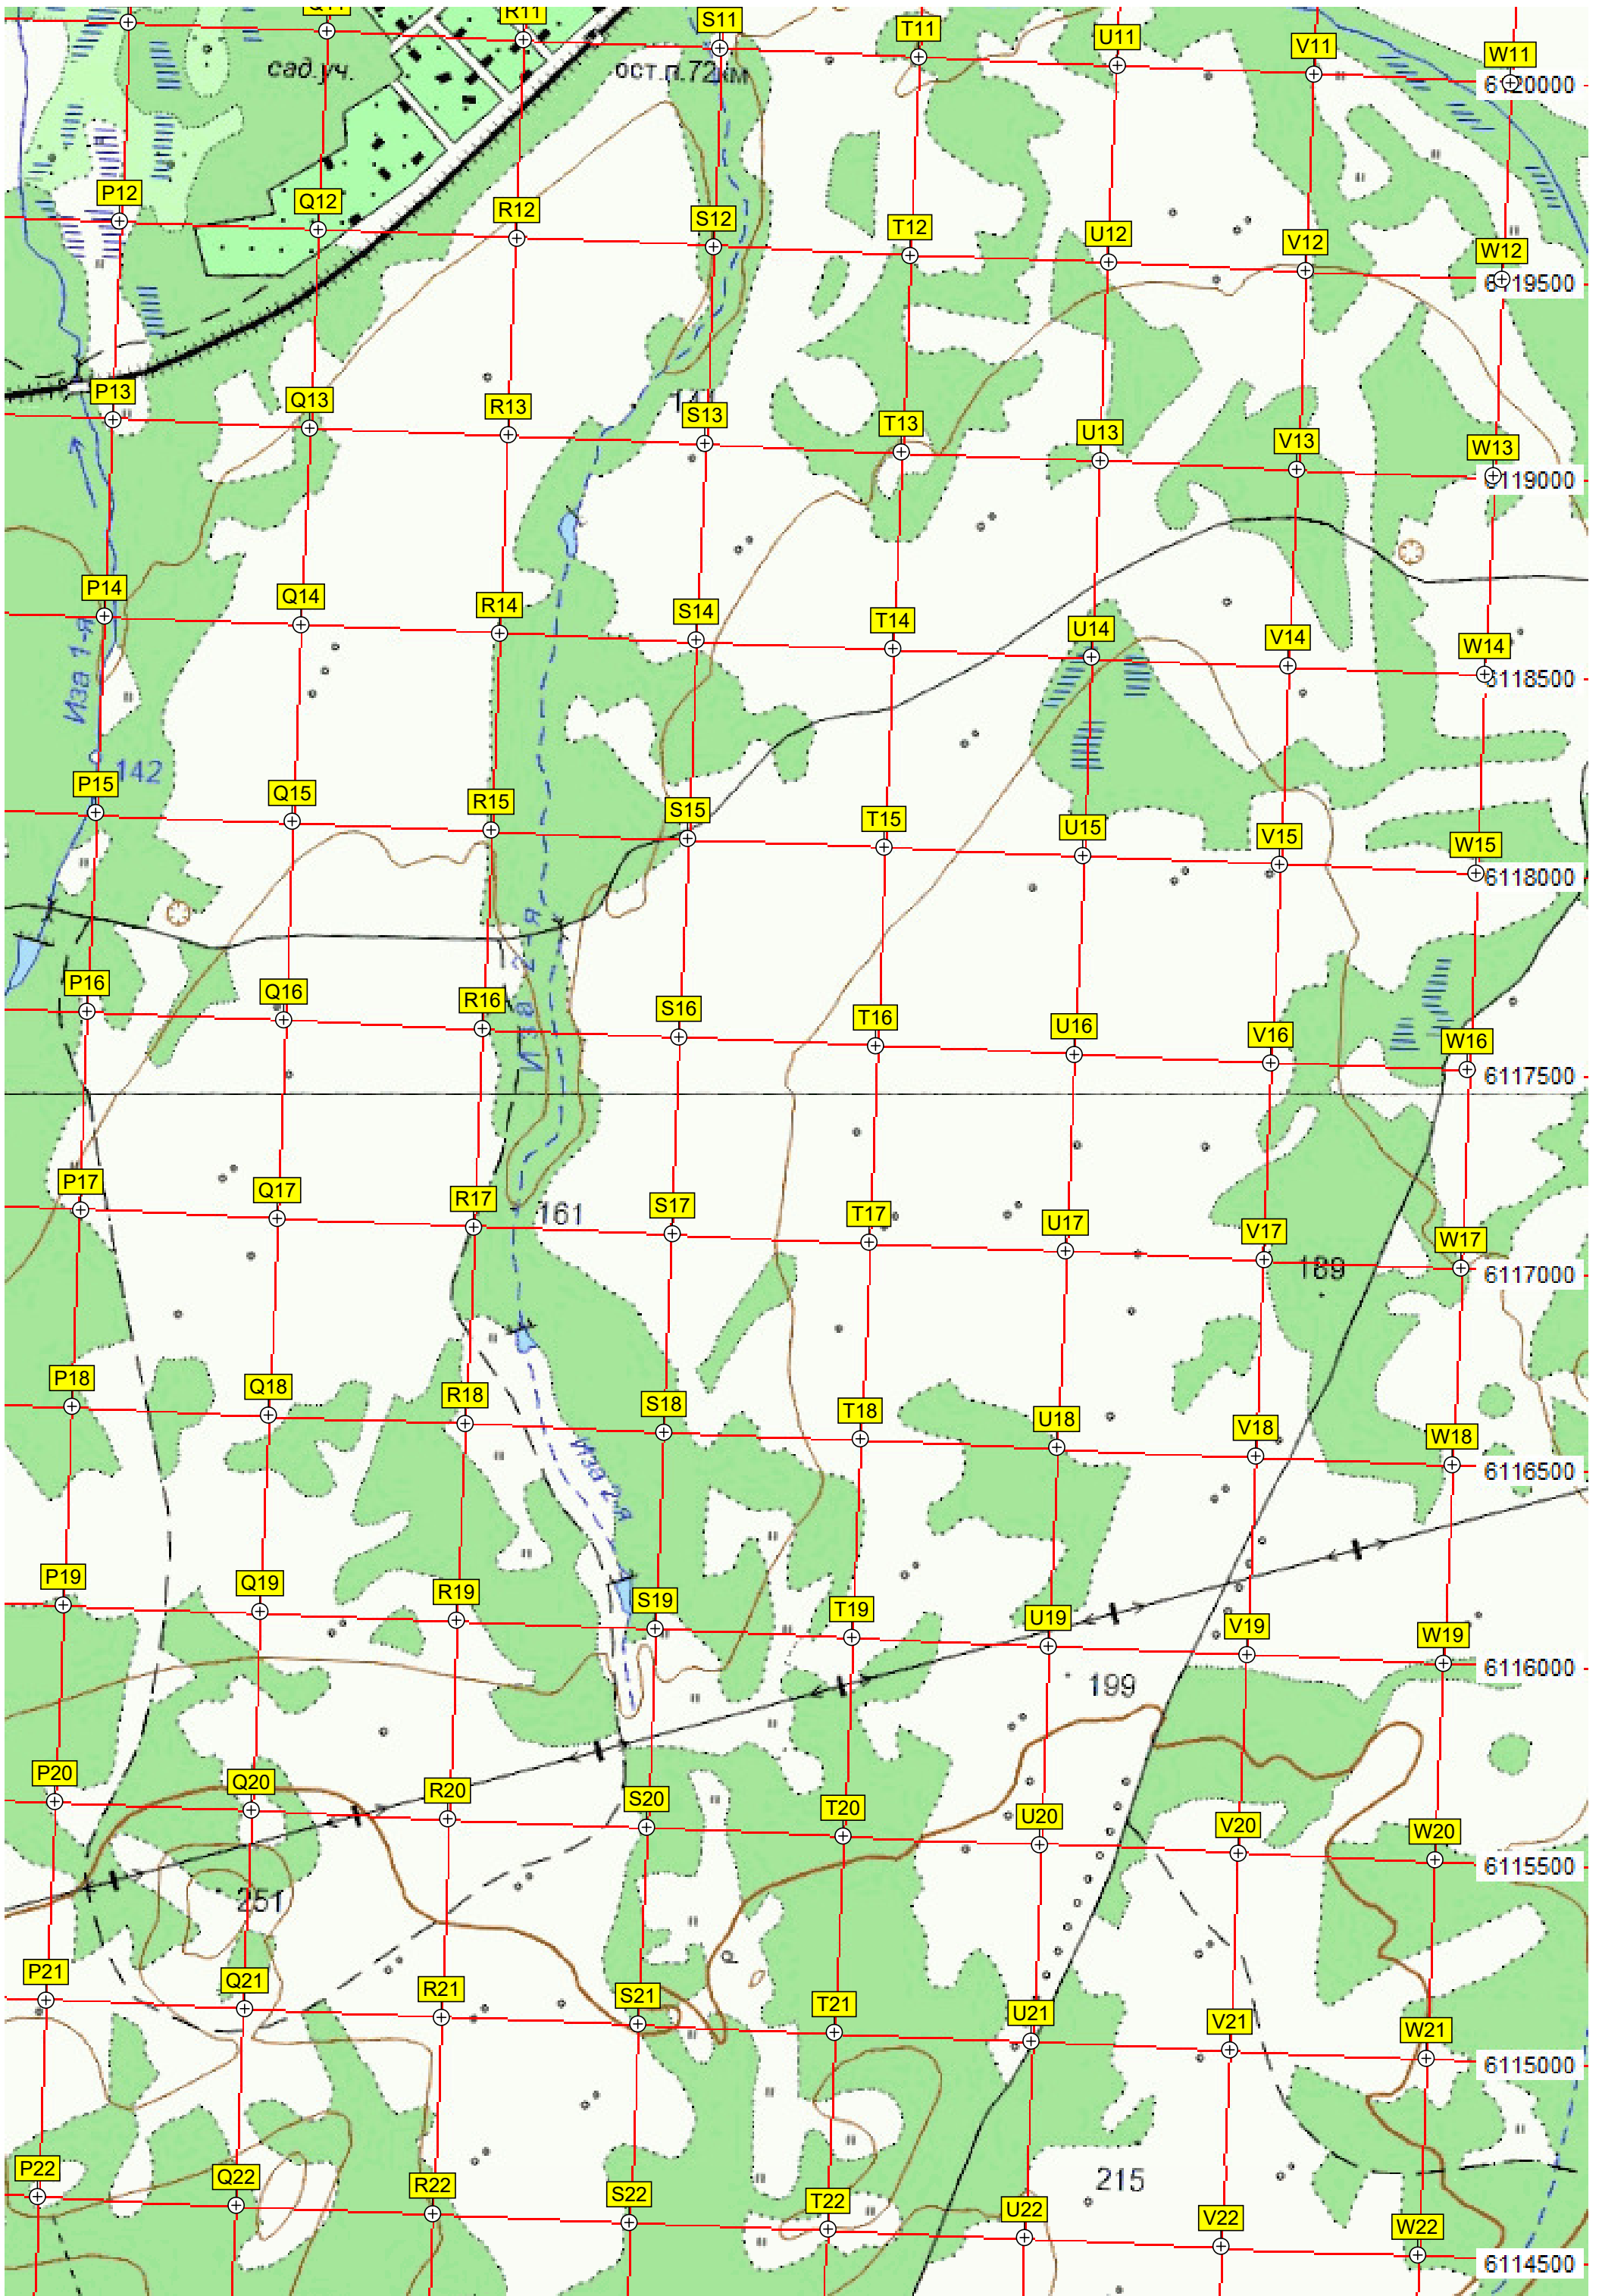 Q11
R11
S11
T11
U11
V11
W11
сад.уч.
ост.п.72км
6120000
P12
Q12
R12
S12
T12
U12
V12
W12
6119500
P13
Q13
R13
S13
T13
U13
V13
W13
6119000
P14
Q14
R14
S14
T14
U14
V14
W14
6118500
Иза 1-я
142
P15
Q15
R15
S15
T15
U15
V15
W15
6118000
Иза 2-я
P16
Q16
R16
S16
T16
U16
V16
W16
6117500
P17
Q17
R17
161
S17
T17
U17
V17
189
W17
6117000
P18
Q18
R18
S18
T18
U18
V18
W18
6116500
Иза 2-я
P19
Q19
R19
S19
T19
U19
V19
W19
6116000
199
P20
Q20
R20
S20
T20
U20
V20
W20
6115500
251
P21
Q21
R21
S21
T21
U21
V21
W21
6115000
P22
Q22
R22
S22
T22
U22
215
V22
W22
6114500